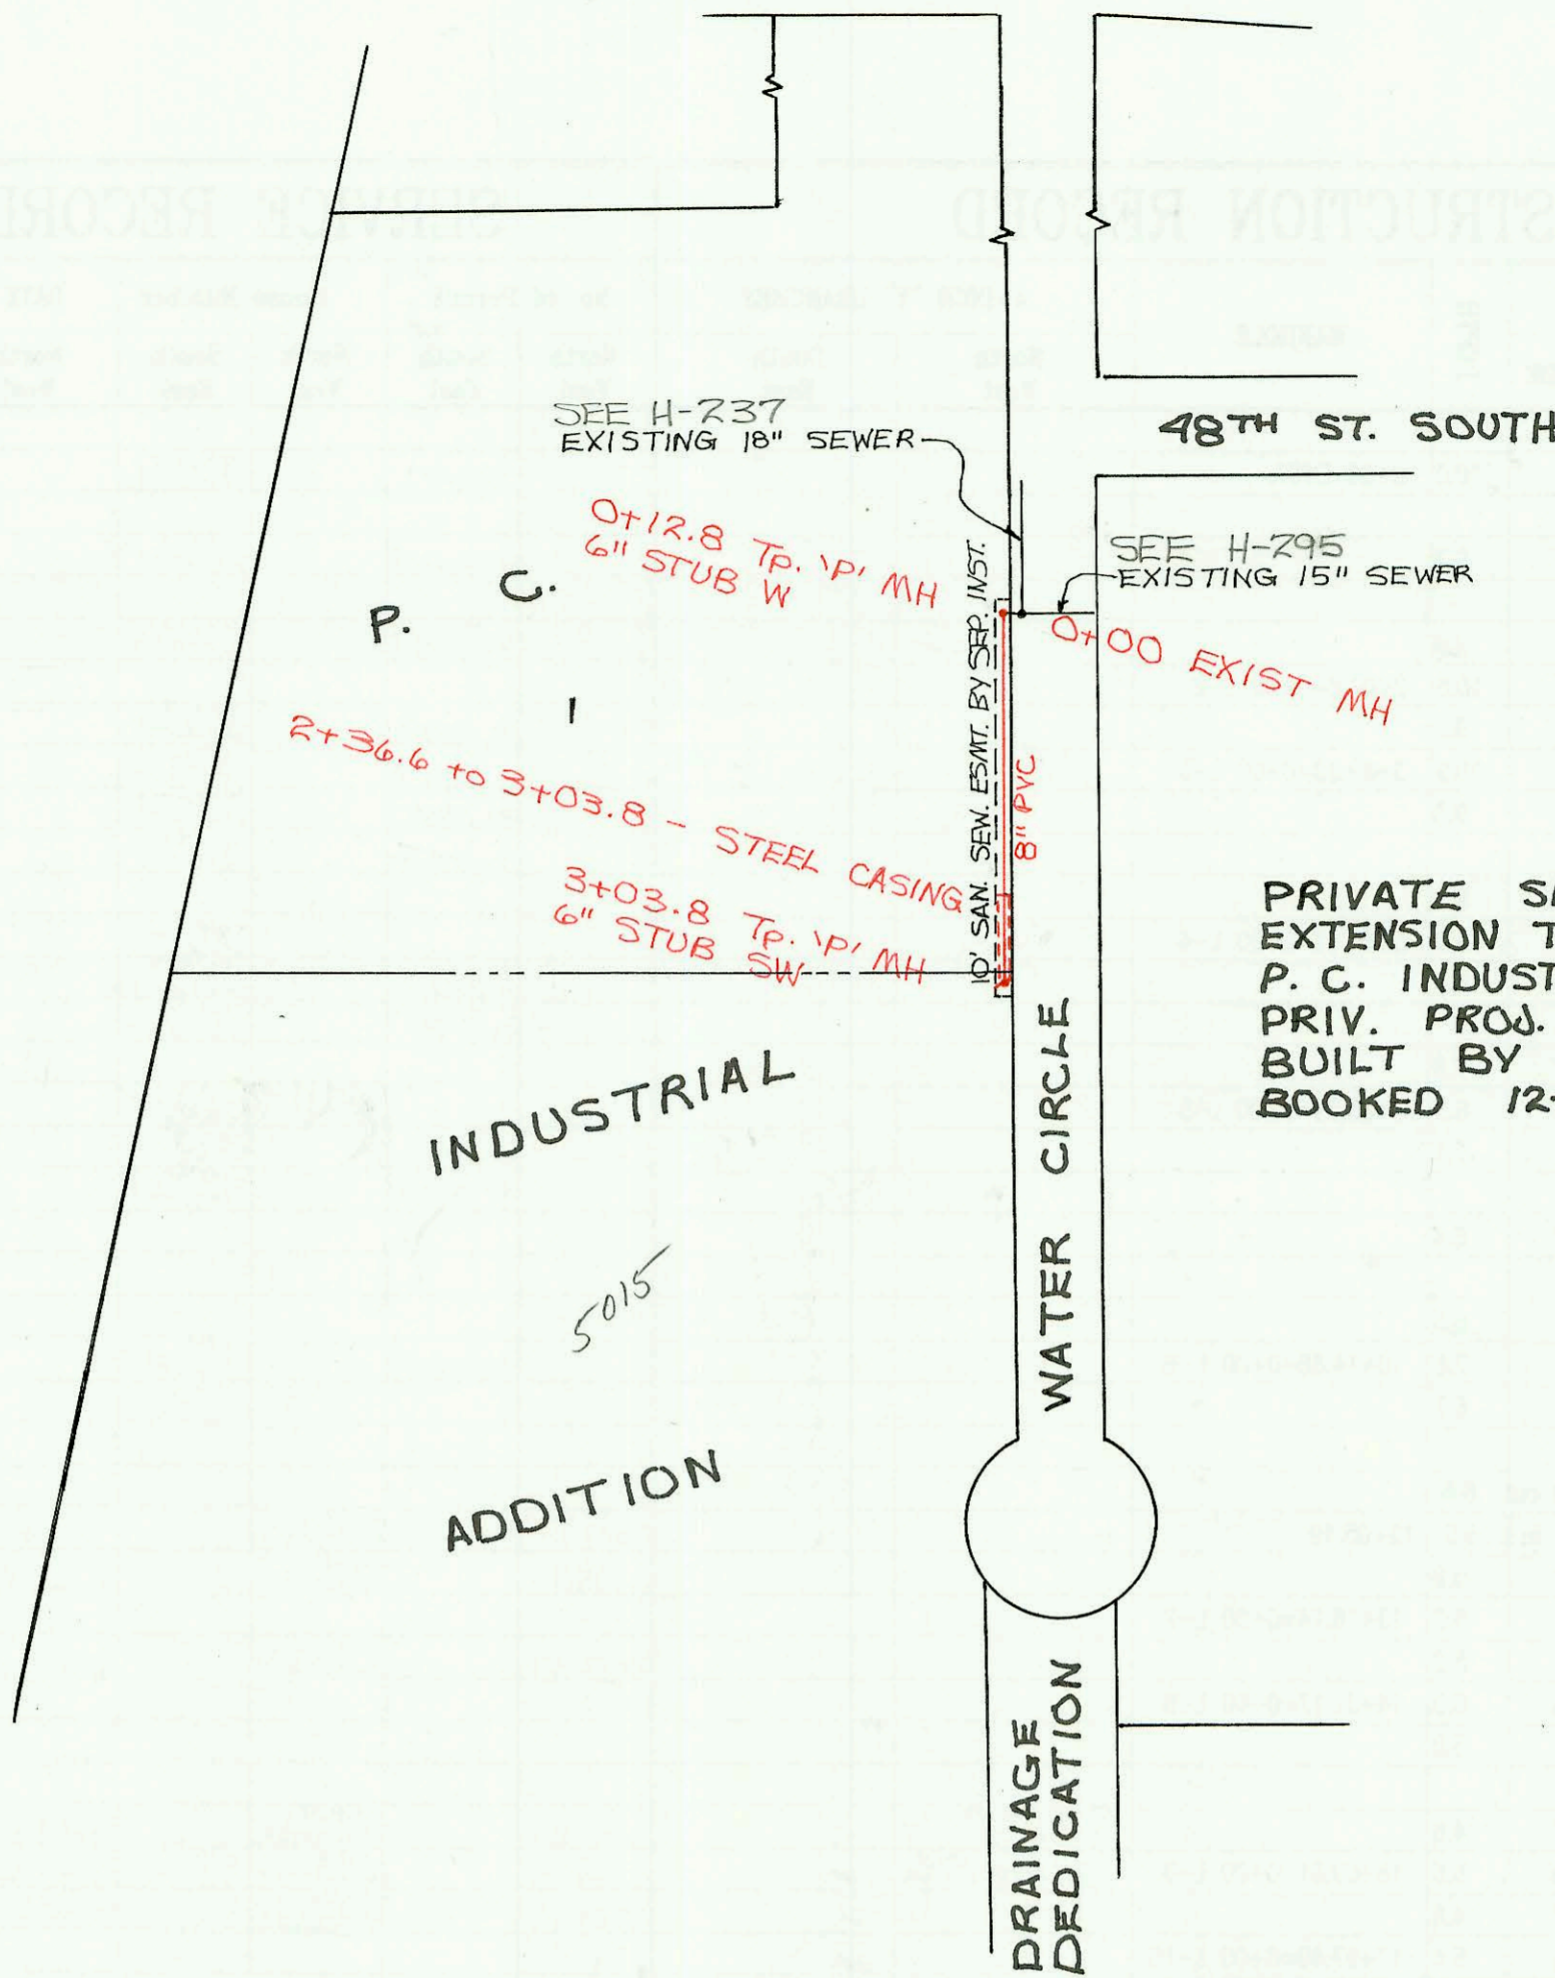 SEE H-237
EXISTING 18" SEWER
48TH ST. SOUTH
0+12.8 Tp. 'P' MH
6" STUB W
SEE H-295
EXISTING 15" SEWER
P. C.
0+00 EXIST MH
1
10' SAN. SEW. ESMT. BY SEP. INST.
8" PVC
2+36.6 to 3+03.8 - STEEL CASING
3+03.8 Tp. 'P' MH
6" STUB SW
PRIVATE
EXTENSION
P. C.
PRIV. PROJ.
BUILT BY
BOOKED 12-
INDUSTRIAL
WATER CIRCLE
5015
ADDITION
DRAINAGE
DEDICATION